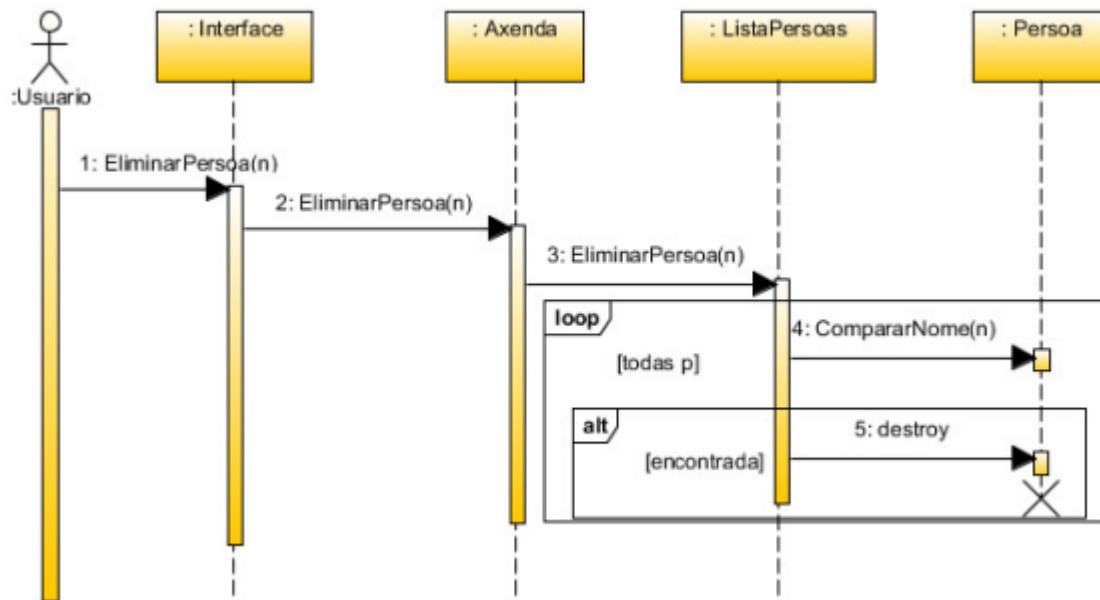 : Interface
: Axenda
: ListaPersoas
: Persoa
:Usuario
1: EliminarPersoa(n)
2: EliminarPersoa(n)
3: EliminarPersoa(n)
loop
4: CompararNome(n)
[todas p]
alt
5: destroy
[encontrada]